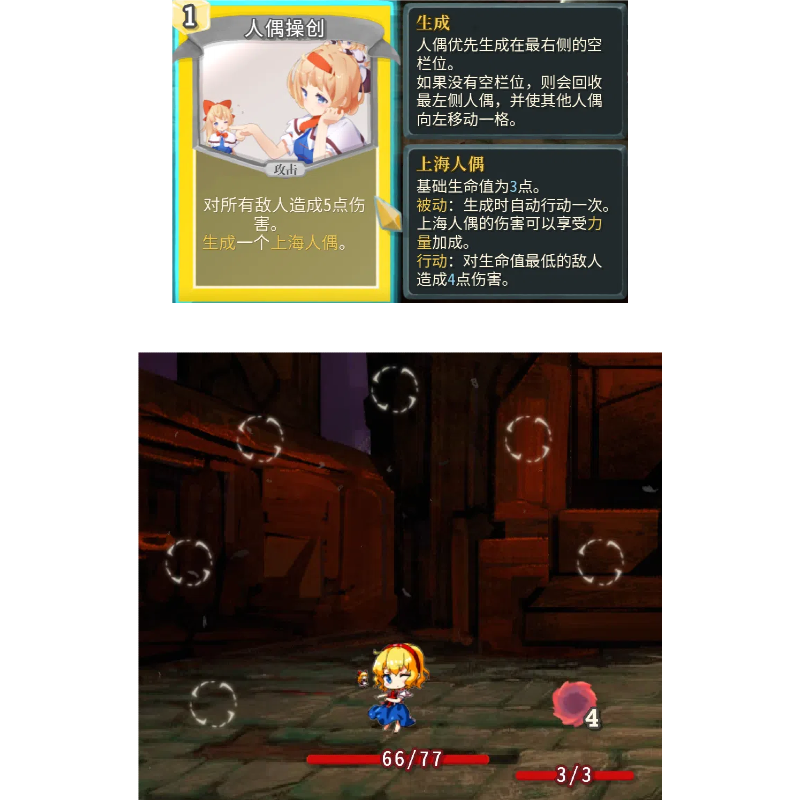 1
人偶操创
攻击
对所有敌人造成5点伤
害。
生成一个上海人偶。
生成
人偶优先生成在最右侧的空
栏位。
如果没有空栏位，则会回收
最左侧人偶，并使其他人偶
向左移动一格。
上海人偶
基础生命值为3点。
被动：生成时自动行动一次。
上海人偶的伤害可以享受力
量加成。
行动：对生命值最低的敌人
造成4点伤害。
4
66/77
3/3